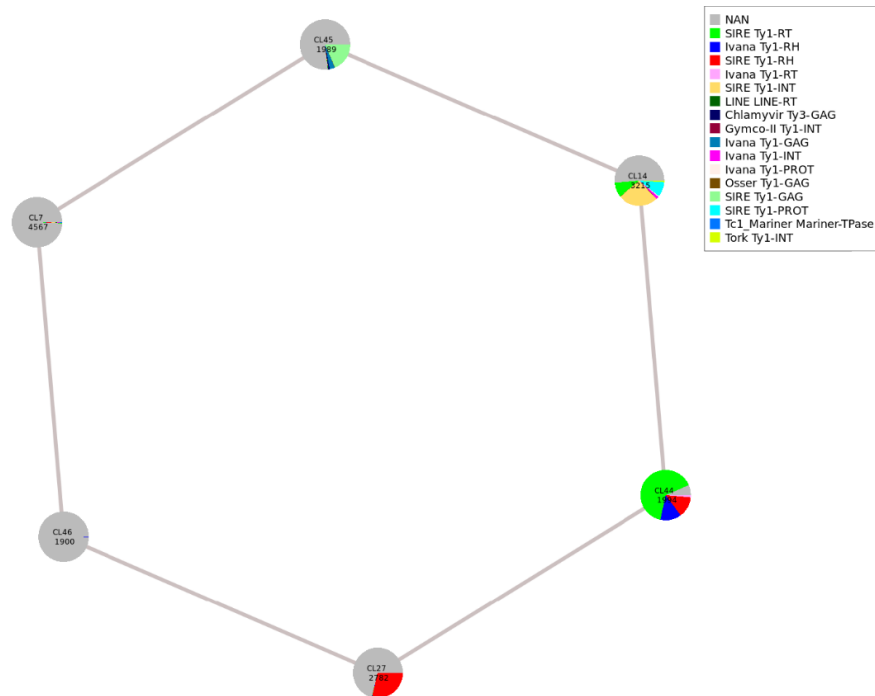 CL45
1989
CL14
3215
CL7
4567
CL44
CL46
1900
CL27
2782
NAN
SIRE Ty1-RT
Ivana Ty1-RH
SIRE Ty1-RH
Ivana Ty1-RT
SIRE Ty1-INT
LINE LINE-RT
Chlamyvir Ty3-GAG
Gymco-II Ty1-INT
Ivana Ty1-GAG
Ivana Ty1-INT
Ivana Ty1-PROT
Osser Ty1-GAG
SIRE Ty1-GAG
SIRE Ty1-PROT
Tc1_Mariner Mariner-TPase
Tork Ty1-INT